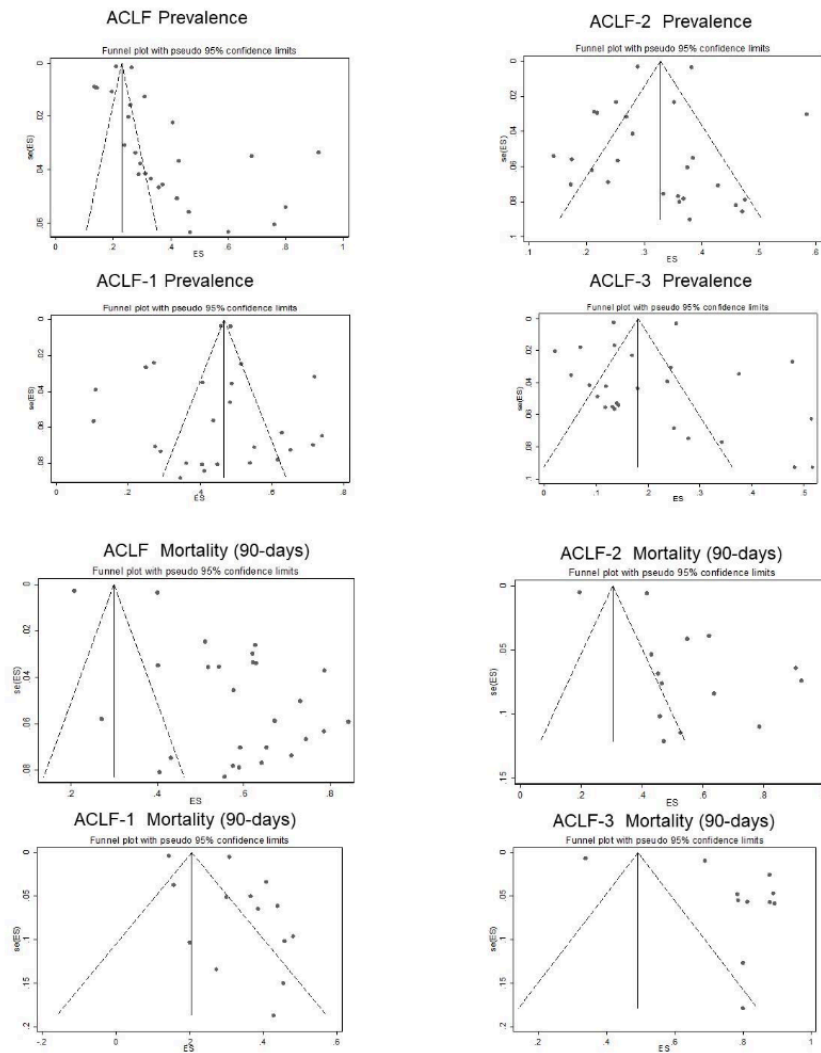 ACLF Prevalence
Funnel plot with pseudo 95% confidence limits
se(ES)
0
.02
.04
.06
0
.2
.4
.6
.8
1
ES
ACLF-2 Prevalence
Funnel plot with pseudo 95% confidence limits
se(ES)
0
.02
.04
.06
.08
.1
.1
.2
.3
.4
.5
.6
ES
ACLF-1 Prevalence
Funnel plot with pseudo 95% confidence limits
se(ES)
0
.02
.04
.06
.08
0
.2
.4
.6
.8
ES
ACLF-3 Prevalence
Funnel plot with pseudo 95% confidence limits
se(ES)
0
.02
.04
.06
.08
.1
0
.1
.2
.3
.4
.5
ES
ACLF Mortality (90-days)
Funnel plot with pseudo 95% confidence limits
se(ES)
0
.02
.04
.06
.08
.2
.4
.6
.8
ES
ACLF-2 Mortality (90-days)
Funnel plot with pseudo 95% confidence limits
se(ES)
0
.05
.1
.15
0
.2
.4
.6
.8
1
ES
ACLF-1 Mortality (90-days)
Funnel plot with pseudo 95% confidence limits
se(ES)
0
.05
.1
.15
.2
-.2
0
.2
.4
.6
ES
ACLF-3 Mortality (90-days)
Funnel plot with pseudo 95% confidence limits
se(ES)
0
.05
.1
.15
.2
.2
.4
.6
.8
1
ES